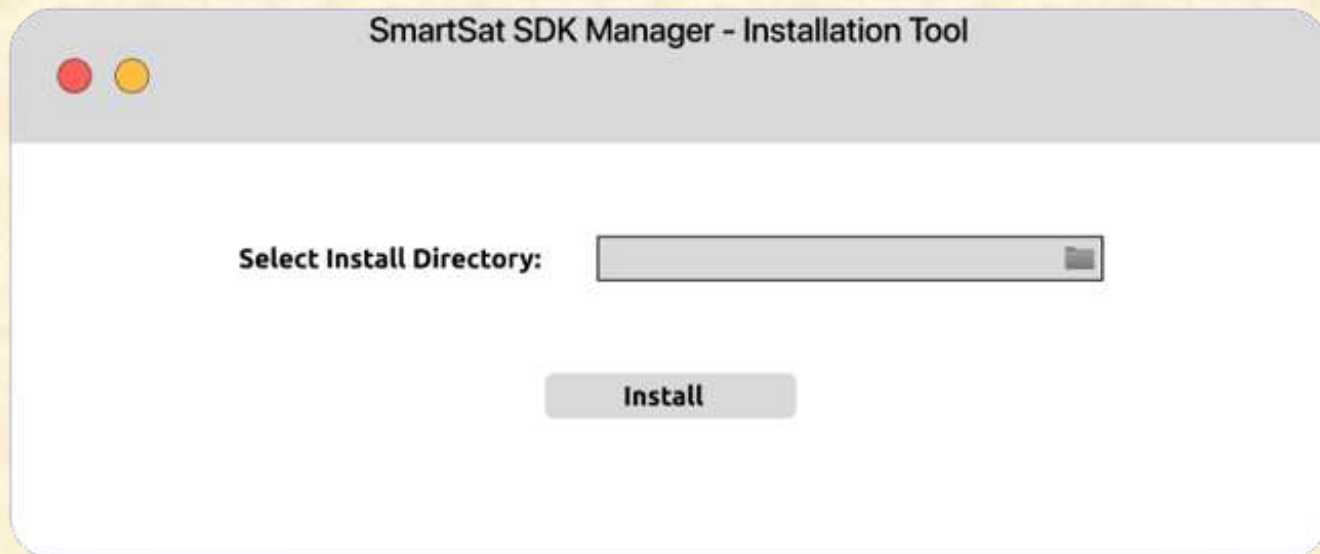 SmartSat SDK Manager - Installation Tool
Select Install Directory:
Install